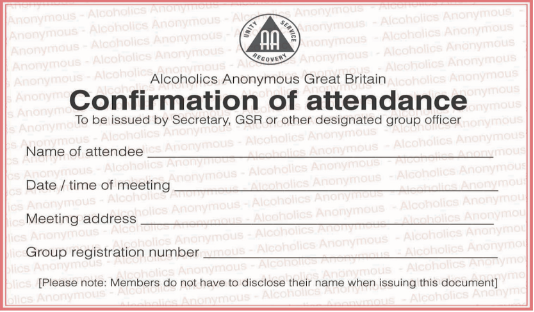 UNITY SERVICE
AA
RECOVERY
Alcoholics Anonymous Great Britain
Confirmation of attendance
To be issued by Secretary, GSR or other designated group officer
Name of attendee
Date / time of meeting
Meeting address
Group registration number
[Please note: Members do not have to disclose their name when issuing this document]